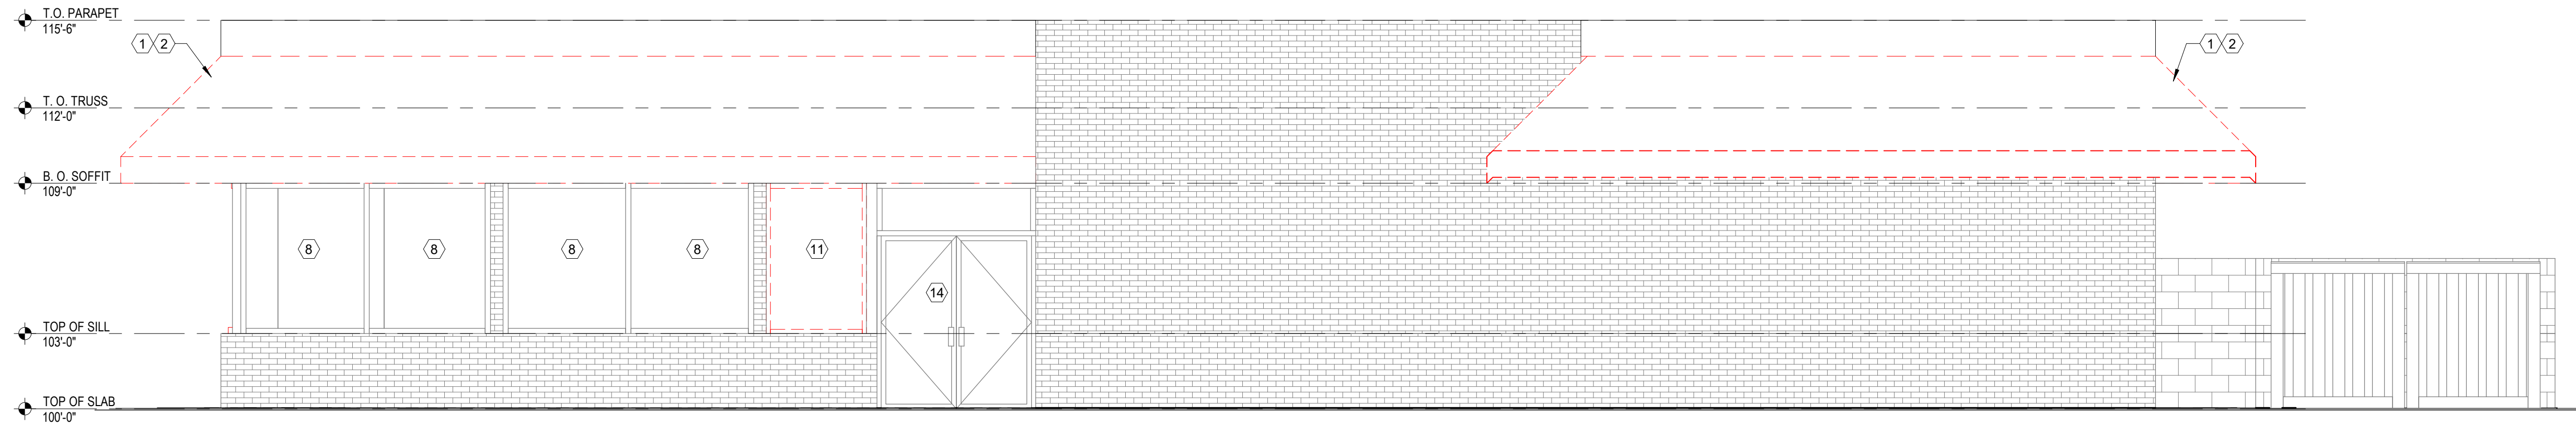 T.O. PARAPET
115'-6"
1 2
1 2
T. O. TRUSS
112'-0"
B. O. SOFFIT
109'-0"
8
8
8
8
11
14
TOP OF SILL
103'-0"
TOP OF SLAB
100'-0"